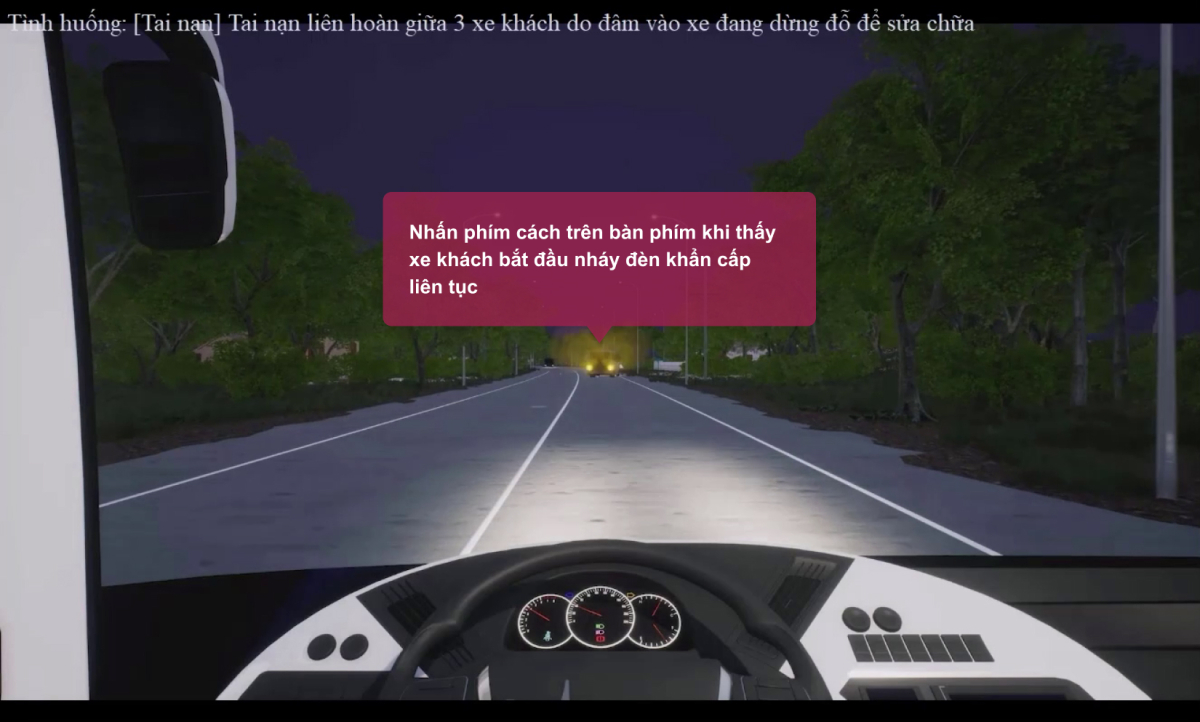 Tình huống: [Tai nạn] Tai nạn liên hoàn giữa 3 xe khách do đâm vào xe đang dừng đỗ để sửa chữa
Nhấn phím cách trên bàn phím khi thấy
xe khách bắt đầu nháy đèn khẩn cấp
liên tục